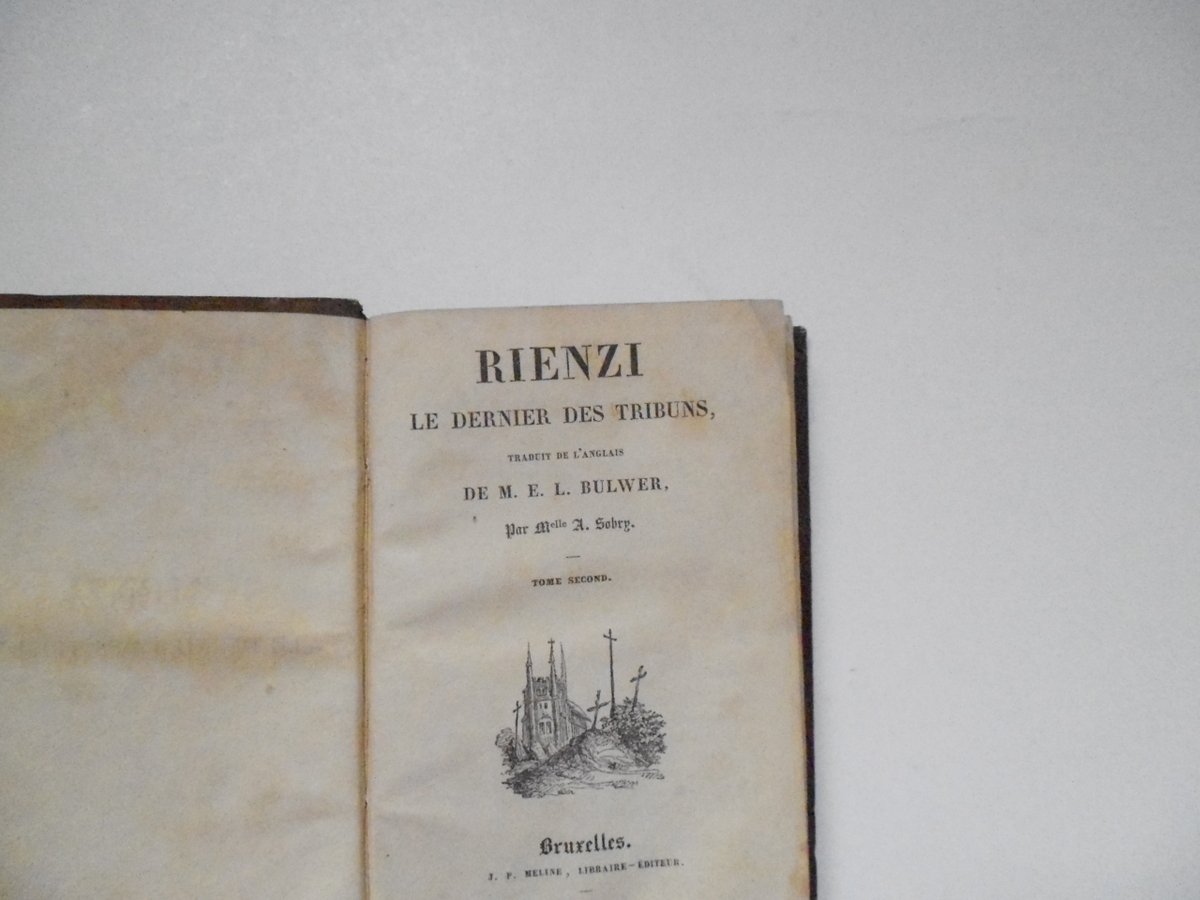 RIENZI
LE DERNIER DES TRIBUNS,
TRADUIT DE L'ANGLAIS
DE M. E. L. BULWER,
Par Melle A. Sobry.
TOME SECOND.
Bruxelles.
J. P. MELINE, LIBRAIRE-ÉDITEUR.